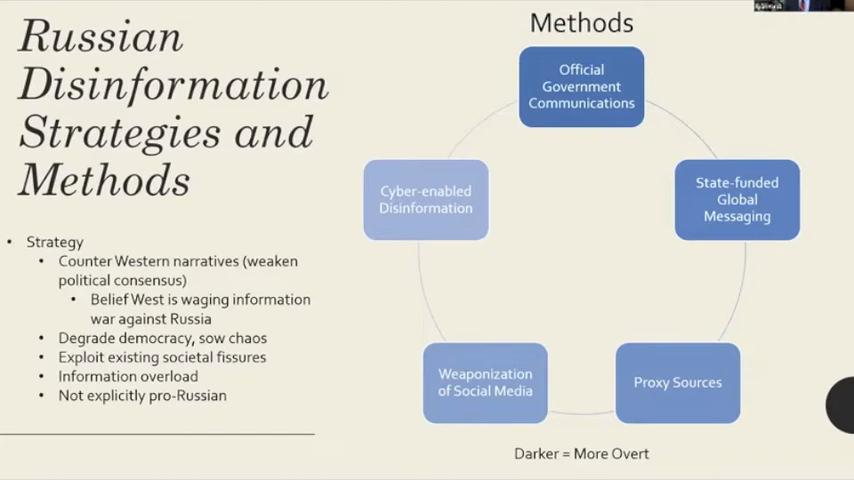 Russian
Disinformation
Strategies and
Methods
• Strategy
• Counter Western narratives (weaken
political consensus)
• Belief West is waging information
war against Russia
• Degrade democracy, sow chaos
• Exploit existing societal fissures
• Information overload
• Not explicitly pro-Russian
Methods
Official
Government
Communications
State-funded
Global
Messaging
Proxy Sources
Weaponization
of Social Media
Cyber-enabled
Disinformation
Darker = More Overt